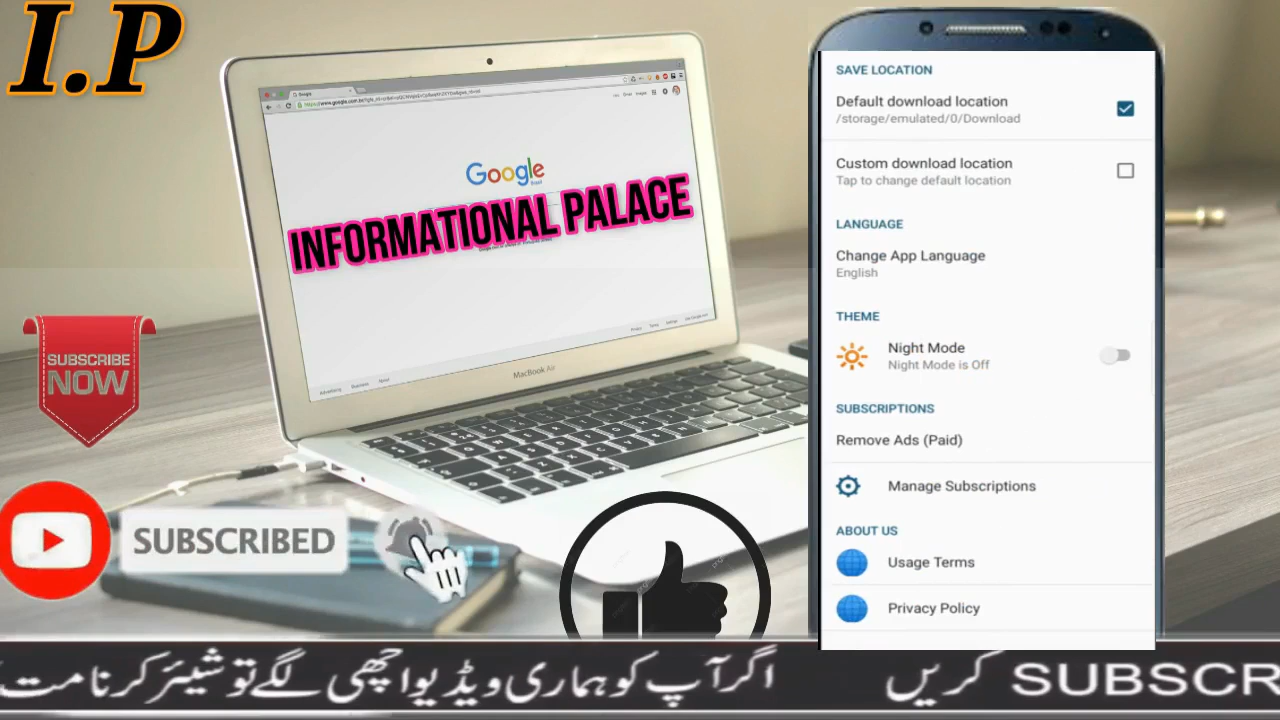 I.P
Google
Brasil
INFORMATIONAL PALACE
MacBook Air
SUBSCRIBE
NOW
SUBSCRIBED
SAVE LOCATION
Default download location
/storage/emulated/0/Download
Custom download location
Tap to change default location
LANGUAGE
Change App Language
English
THEME
Night Mode
Night Mode is Off
SUBSCRIPTIONS
Remove Ads (Paid)
Manage Subscriptions
ABOUT US
Usage Terms
Privacy Policy
اگر آپ کو ہماری ویڈیو اچھی لگے تو شیئر کرنا مت
SUBSCR کریں